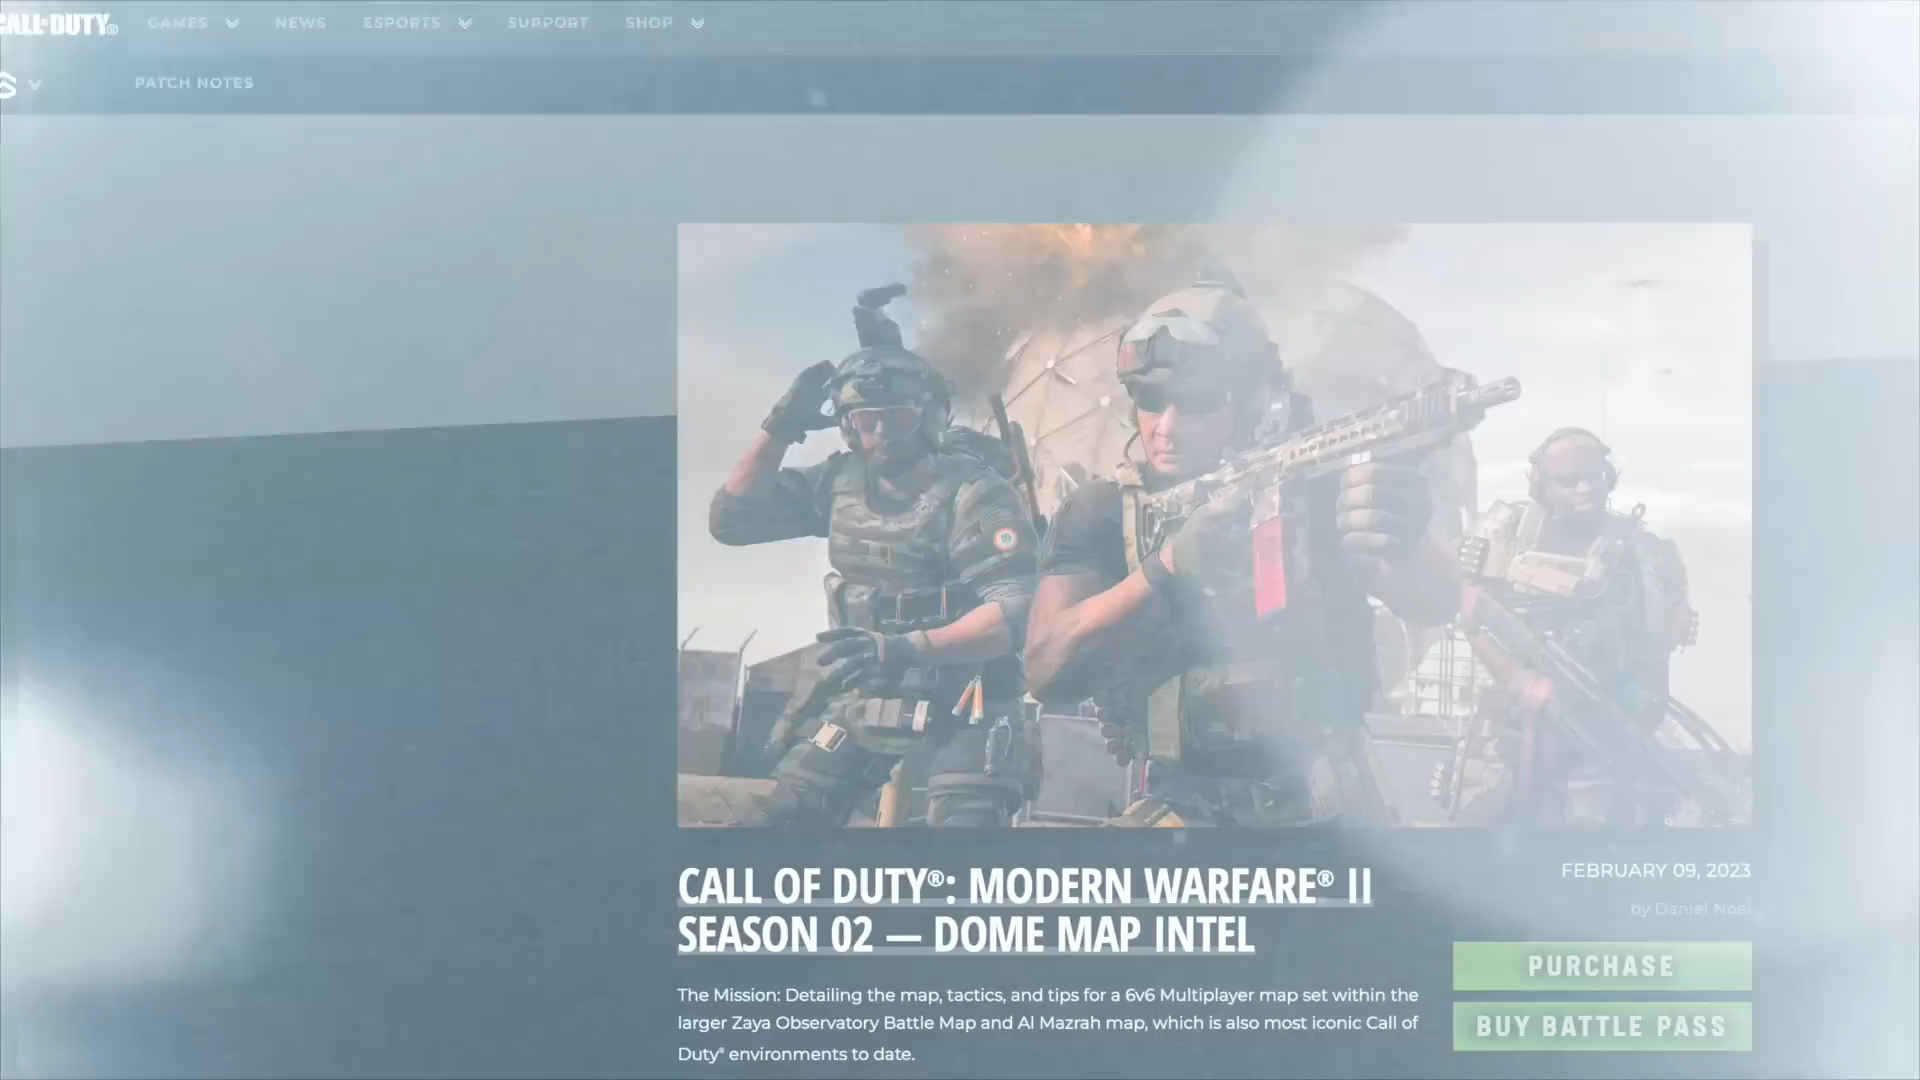 CALL OF DUTY®
GAMES
NEWS
ESPORTS
SUPPORT
SHOP
PATCH NOTES
CALL OF DUTY®: MODERN WARFARE® II
SEASON 02 — DOME MAP INTEL
FEBRUARY 09, 2023
by Daniel Noel
The Mission: Detailing the map, tactics, and tips for a 6v6 Multiplayer map set within the
larger Zaya Observatory Battle Map and Al Mazrah map, which is also most iconic Call of
Duty® environments to date.
PURCHASE
BUY BATTLE PASS